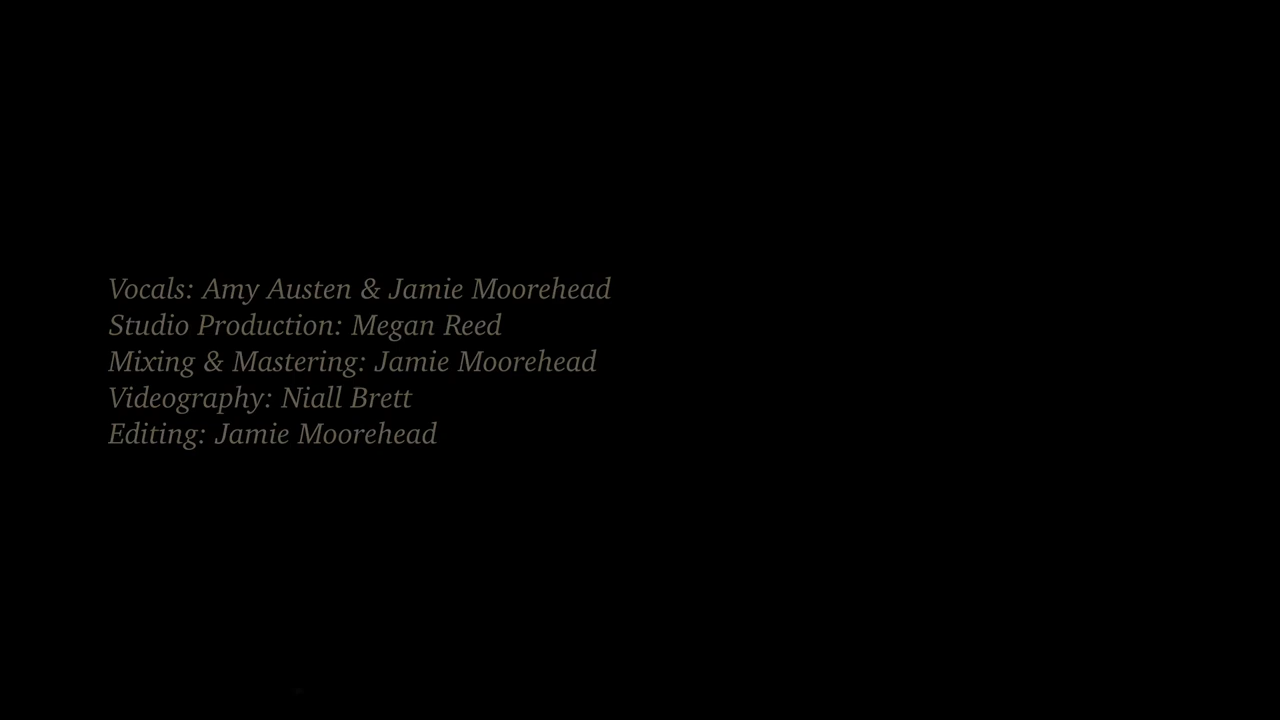 Vocals: Amy Austen & Jamie Moorehead
Studio Production: Megan Reed
Mixing & Mastering: Jamie Moorehead
Videography: Niall Brett
Editing: Jamie Moorehead